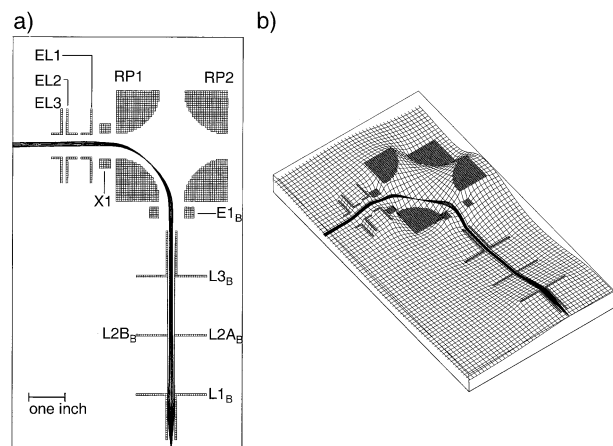 a)
b)
EL1
EL2
EL3
RP1
RP2
X1
E1B
L3B
L2BB
L2AB
L1B
one inch